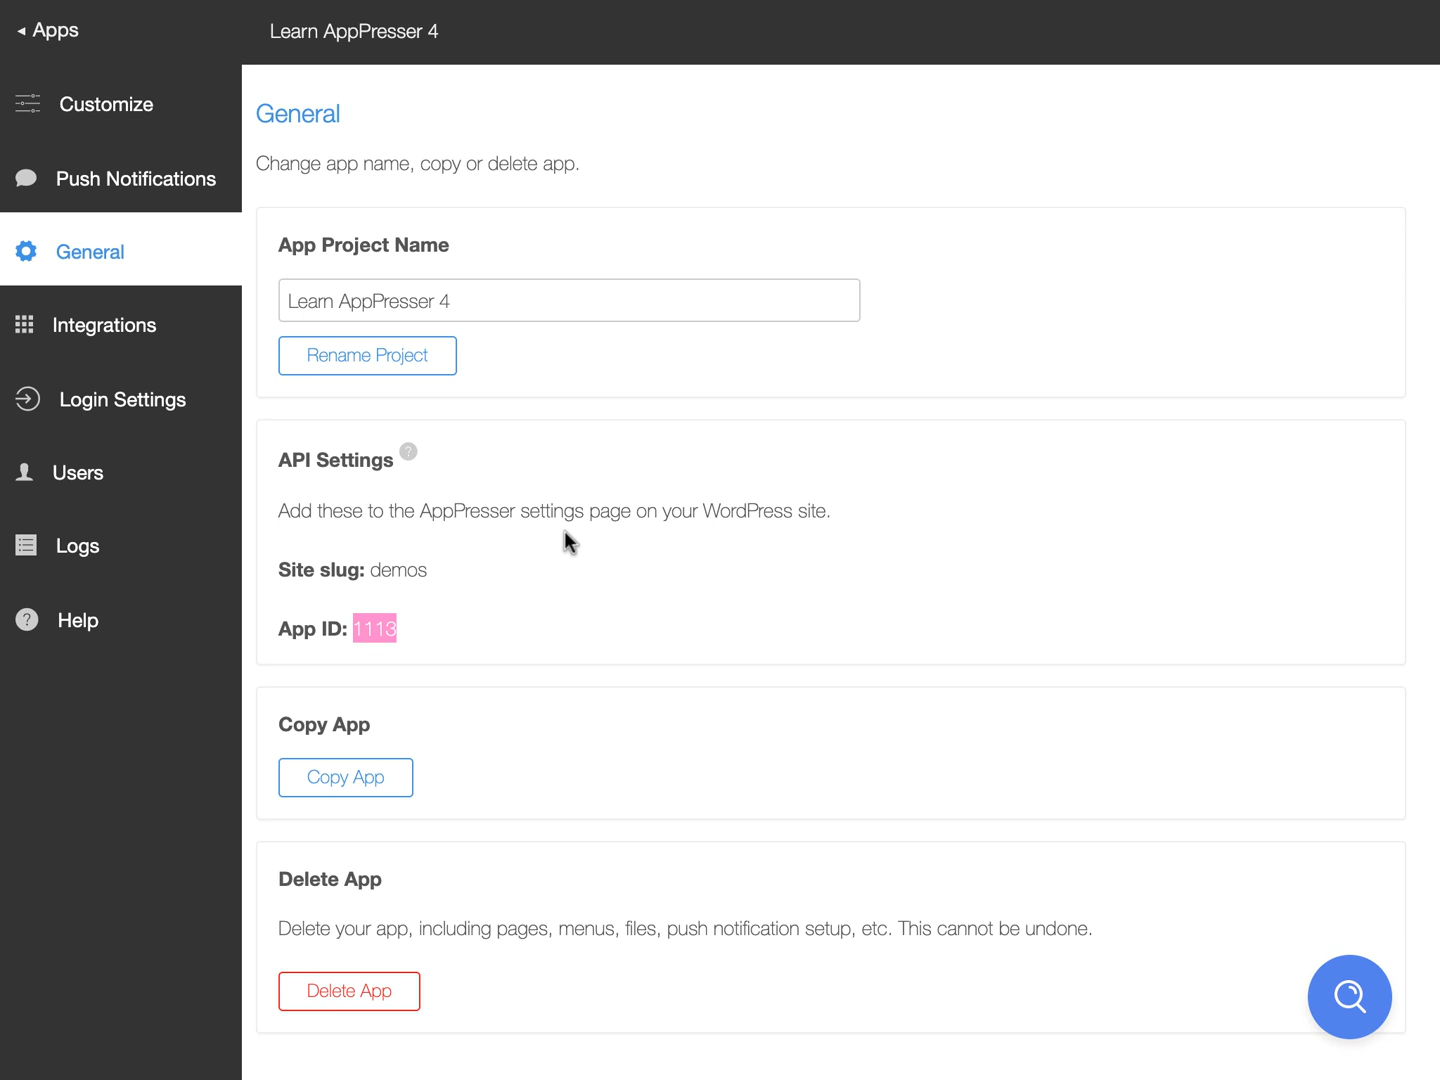 ◂ Apps
Learn AppPresser 4
Customize
Push Notifications
General
Integrations
Login Settings
Users
Logs
? Help
General
Change app name, copy or delete app.
App Project Name
Learn AppPresser 4
Rename Project
API Settings ?
Add these to the AppPresser settings page on your WordPress site.
Site slug: demos
App ID: 1113
Copy App
Copy App
Delete App
Delete your app, including pages, menus, files, push notification setup, etc. This cannot be undone.
Delete App